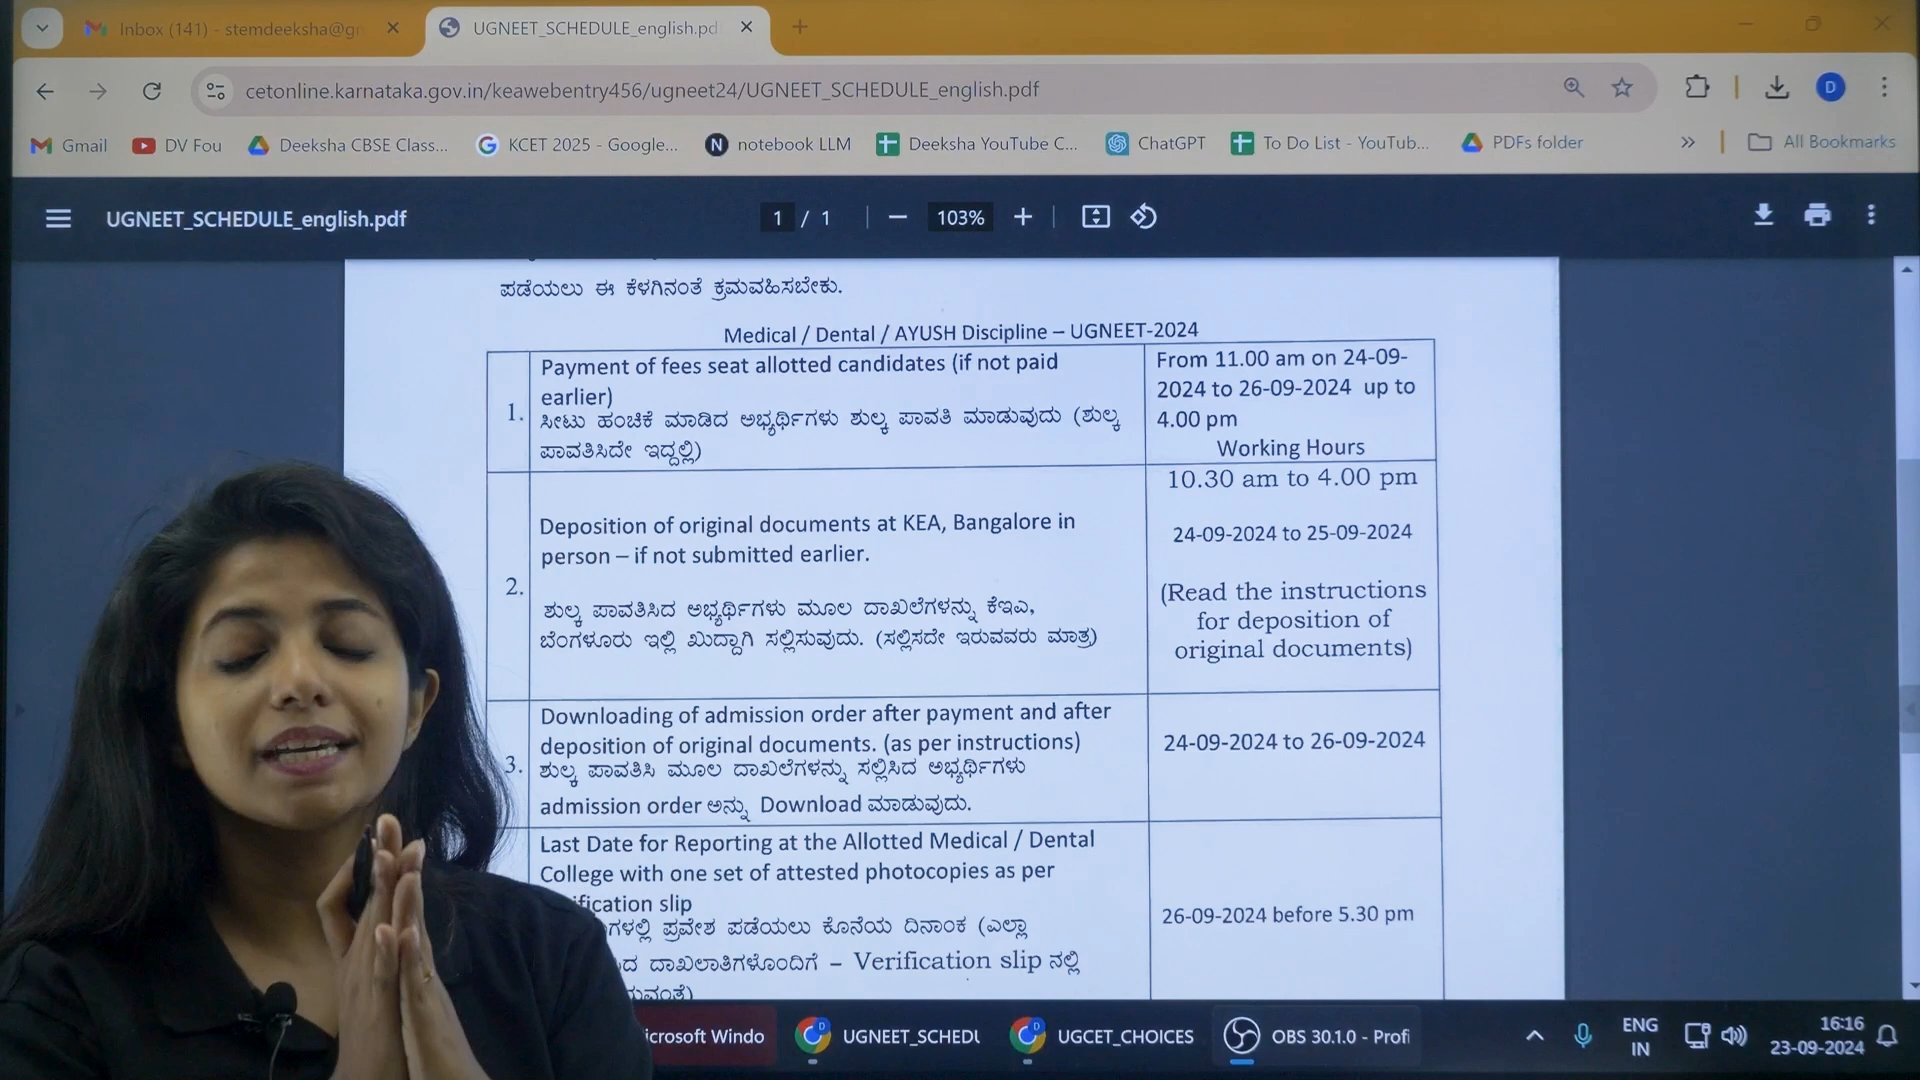 Inbox (141) - stemdeeksha@gr
UGNEET_SCHEDULE_english.pd
cetonline.karnataka.gov.in/keawebentry456/ugneet24/UGNEET_SCHEDULE_english.pdf
D
Gmail
DV Fou
Deeksha CBSE Class...
KCET 2025 - Google...
N
notebook LLM
Deeksha YouTube C...
ChatGPT
To Do List - YouTub...
PDFs folder
All Bookmarks
UGNEET_SCHEDULE_english.pdf
1 / 1
103%
ಪಡೆಯಲು ಈ ಕೆಳಗಿನಂತೆ ಕ್ರಮವಹಿಸಬೇಕು.
Medical / Dental / AYUSH Discipline – UGNEET-2024
1.
Payment of fees seat allotted candidates (if not paid
earlier)
ಸೀಟು ಹಂಚಿಕೆ ಮಾಡಿದ ಅಭ್ಯರ್ಥಿಗಳು ಶುಲ್ಕ ಪಾವತಿ ಮಾಡುವುದು (ಶುಲ್ಕ
ಪಾವತಿಸಿದೇ ಇದ್ದಲ್ಲಿ)
From 11.00 am on 24-09-
2024 to 26-09-2024 up to
4.00 pm
Working Hours
2.
Deposition of original documents at KEA, Bangalore in
person – if not submitted earlier.
ಶುಲ್ಕ ಪಾವತಿಸಿದ ಅಭ್ಯರ್ಥಿಗಳು ಮೂಲ ದಾಖಲೆಗಳನ್ನು ಕೆಇಎ,
ಬೆಂಗಳೂರು ಇಲ್ಲಿ ಖುದ್ದಾಗಿ ಸಲ್ಲಿಸುವುದು. (ಸಲ್ಲಿಸದೇ ಇರುವವರು ಮಾತ್ರ)
10.30 am to 4.00 pm
24-09-2024 to 25-09-2024
(Read the instructions
for deposition of
original documents)
3.
Downloading of admission order after payment and after
deposition of original documents. (as per instructions)
ಶುಲ್ಕ ಪಾವತಿಸಿ ಮೂಲ ದಾಖಲೆಗಳನ್ನು ಸಲ್ಲಿಸಿದ ಅಭ್ಯರ್ಥಿಗಳು
admission order ಅನ್ನು Download ಮಾಡುವುದು.
24-09-2024 to 26-09-2024
Last Date for Reporting at the Allotted Medical / Dental
College with one set of attested photocopies as per
ification slip
ಗಳಲ್ಲಿ ಪ್ರವೇಶ ಪಡೆಯಲು ಕೊನೆಯ ದಿನಾಂಕ (ಎಲ್ಲಾ
ದ ದಾಖಲಾತಿಗಳೊಂದಿಗೆ – Verification slip ನಲ್ಲಿ
ರುವಂತೆ)
26-09-2024 before 5.30 pm
icrosoft Windo
UGNEET_SCHEDU
UGCET_CHOICES
OBS 30.1.0 - Profi
ENG
IN
16:16
23-09-2024